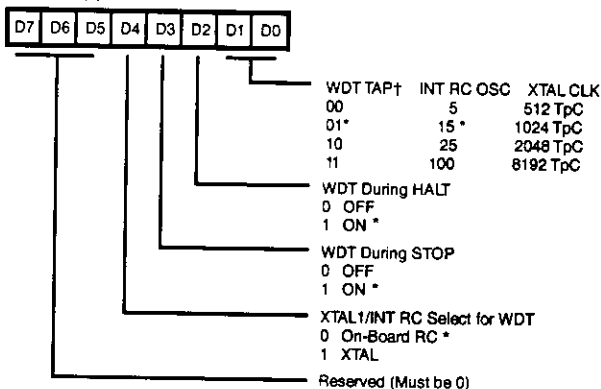 D7 D6 D5 D4 D3 D2 D1 D0
WDT TAP† INT RC OSC XTAL CLK
00 5 512 TpC
01* 15 * 1024 TpC
10 25 2048 TpC
11 100 8192 TpC
WDT During HALT
0 OFF
1 ON *
WDT During STOP
0 OFF
1 ON *
XTAL1/INT RC Select for WDT
0 On-Board RC *
1 XTAL
Reserved (Must be 0)